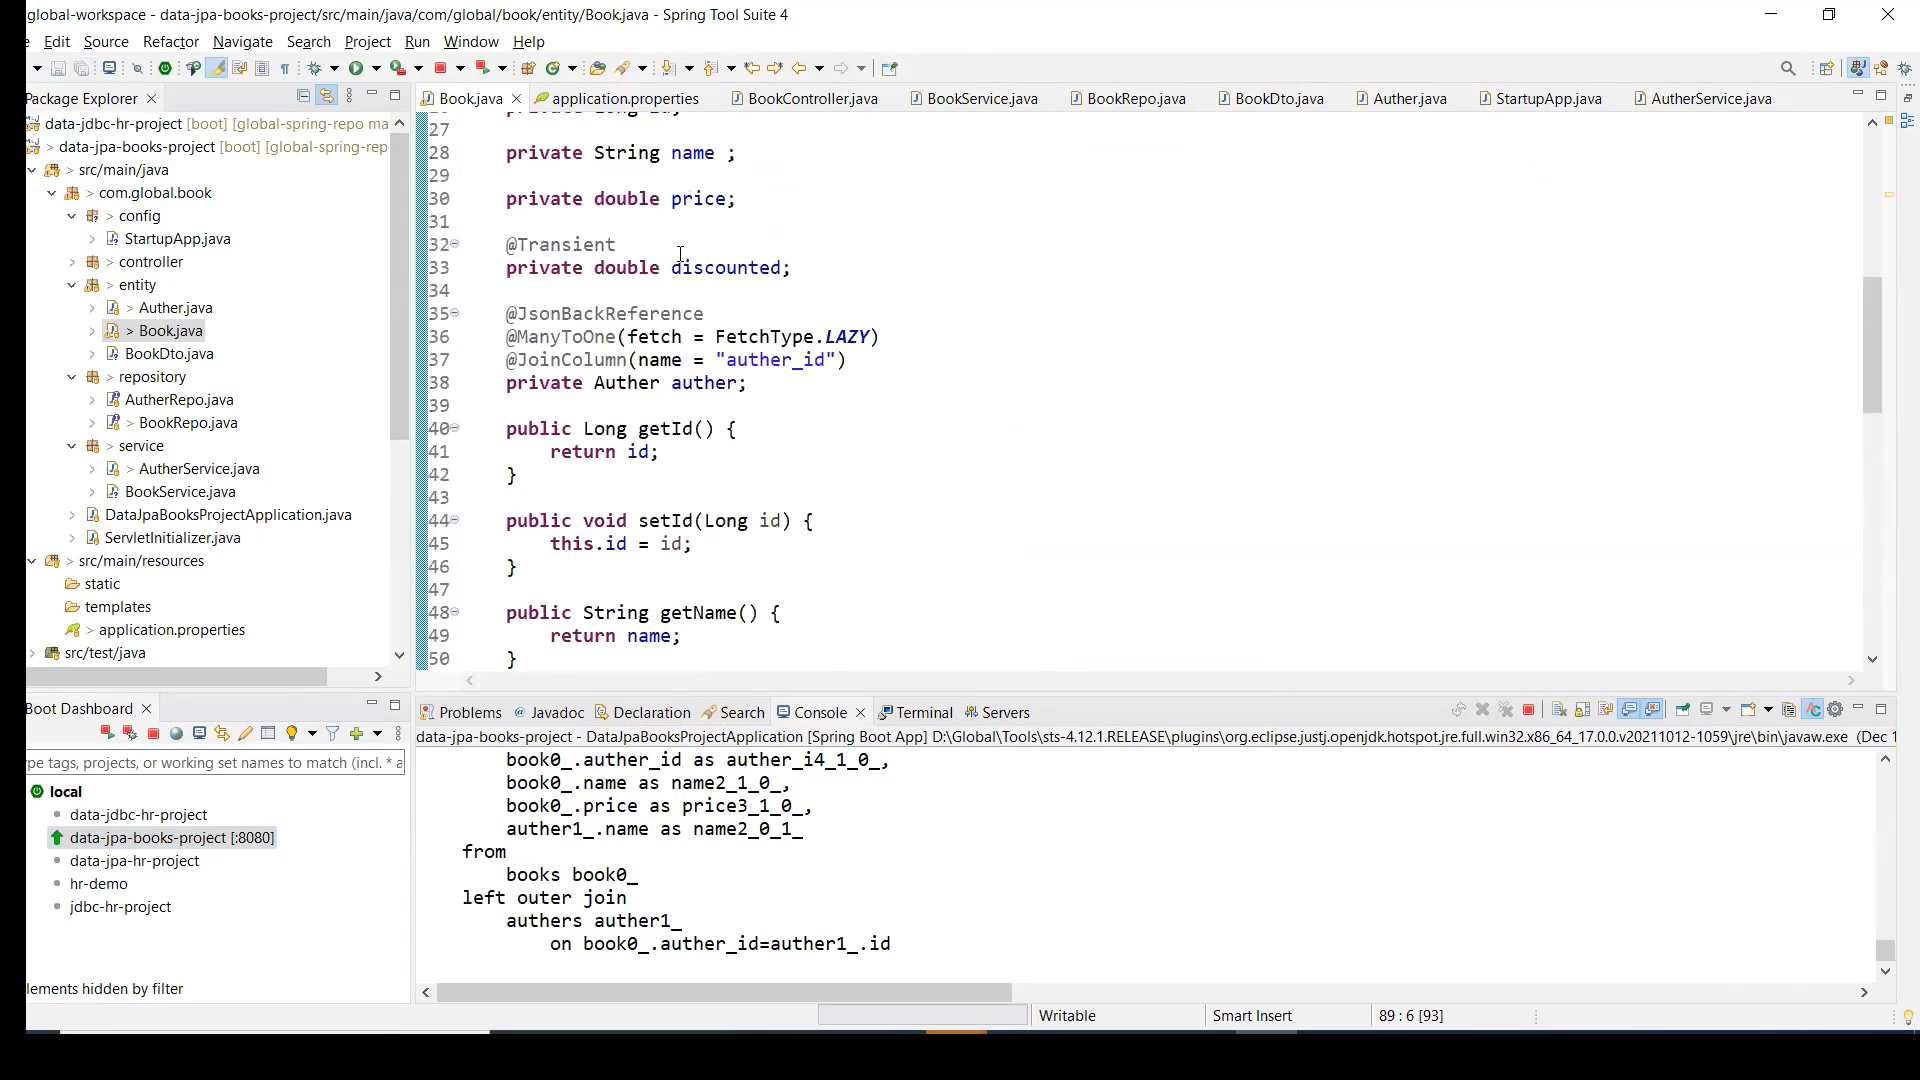 global-workspace - data-jpa-books-project/src/main/java/com/global/book/entity/Book.java - Spring Tool Suite 4
Edit Source Refactor Navigate Search Project Run Window Help
Package Explorer
data-jdbc-hr-project [boot] [global-spring-repo ma
> data-jpa-books-project [boot] [global-spring-rep
> src/main/java
> com.global.book
> config
StartupApp.java
> controller
> entity
> Auther.java
> Book.java
BookDto.java
> repository
AutherRepo.java
> BookRepo.java
> service
> AutherService.java
BookService.java
DataJpaBooksProjectApplication.java
ServletInitializer.java
> src/main/resources
static
templates
> application.properties
src/test/java
Book.java application.properties BookController.java BookService.java BookRepo.java BookDto.java Auther.java StartupApp.java AutherService.java
27
28 private String name ;
29
30 private double price;
31
32 @Transient
33 private double discounted;
34
35 @JsonBackReference
36 @ManyToOne(fetch = FetchType.LAZY)
37 @JoinColumn(name = "auther_id")
38 private Auther auther;
39
40 public Long getId() {
41 return id;
42 }
43
44 public void setId(Long id) {
45 this.id = id;
46 }
47
48 public String getName() {
49 return name;
50 }
Boot Dashboard
ype tags, projects, or working set names to match (incl. * a
local
data-jdbc-hr-project
data-jpa-books-project [:8080]
data-jpa-hr-project
hr-demo
jdbc-hr-project
lements hidden by filter
Problems Javadoc Declaration Search Console Terminal Servers
data-jpa-books-project - DataJpaBooksProjectApplication [Spring Boot App] D:\Global\Tools\sts-4.12.1.RELEASE\plugins\org.eclipse.justj.openjdk.hotspot.jre.full.win32.x86_64_17.0.0.v20211012-1059\jre\bin\javaw.exe (Dec 1
book0_.auther_id as auther_i4_1_0_,
book0_.name as name2_1_0_,
book0_.price as price3_1_0_,
auther1_.name as name2_0_1_
from
books book0_
left outer join
authers auther1_
on book0_.auther_id=auther1_.id
Writable Smart Insert 89 : 6 [93]